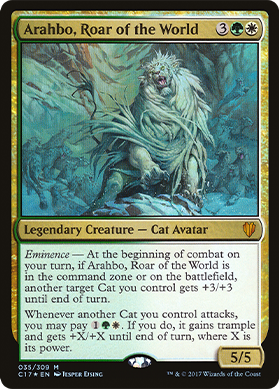 Arahbo, Roar of the World 3
Legendary Creature — Cat Avatar
Eminence — At the beginning of combat on
your turn, if Arahbo, Roar of the World is
in the command zone or on the battlefield,
another target Cat you control gets +3/+3
until end of turn.
Whenever another Cat you control attacks,
you may pay 1. If you do, it gains trample
and gets +X/+X until end of turn, where X is
its power.
5/5
035/309 M
C17 ★ EN Jesper Ejsing
™ & © 2017 Wizards of the Coast